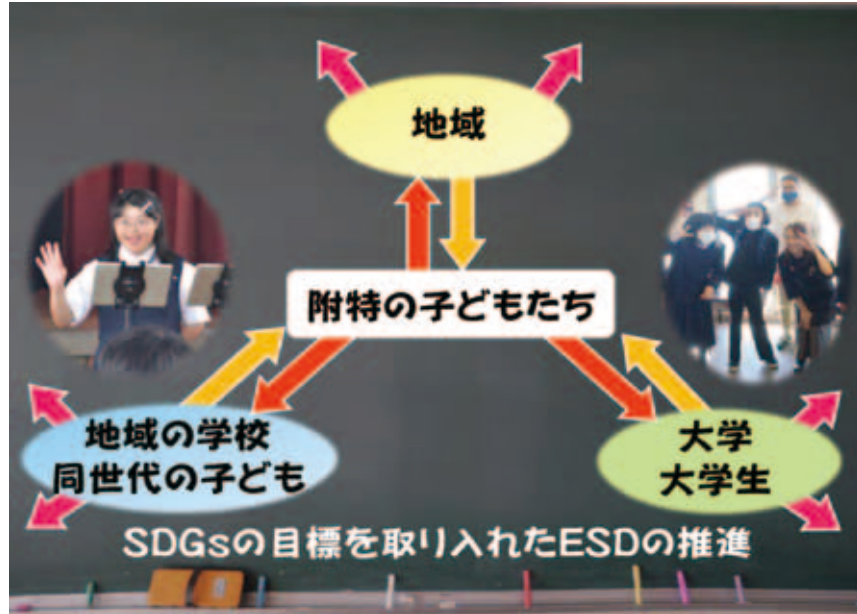 地域
附特の子どもたち
地域の学校
同世代の子ども
大学
大学生
SDGsの目標を取り入れたESDの推進